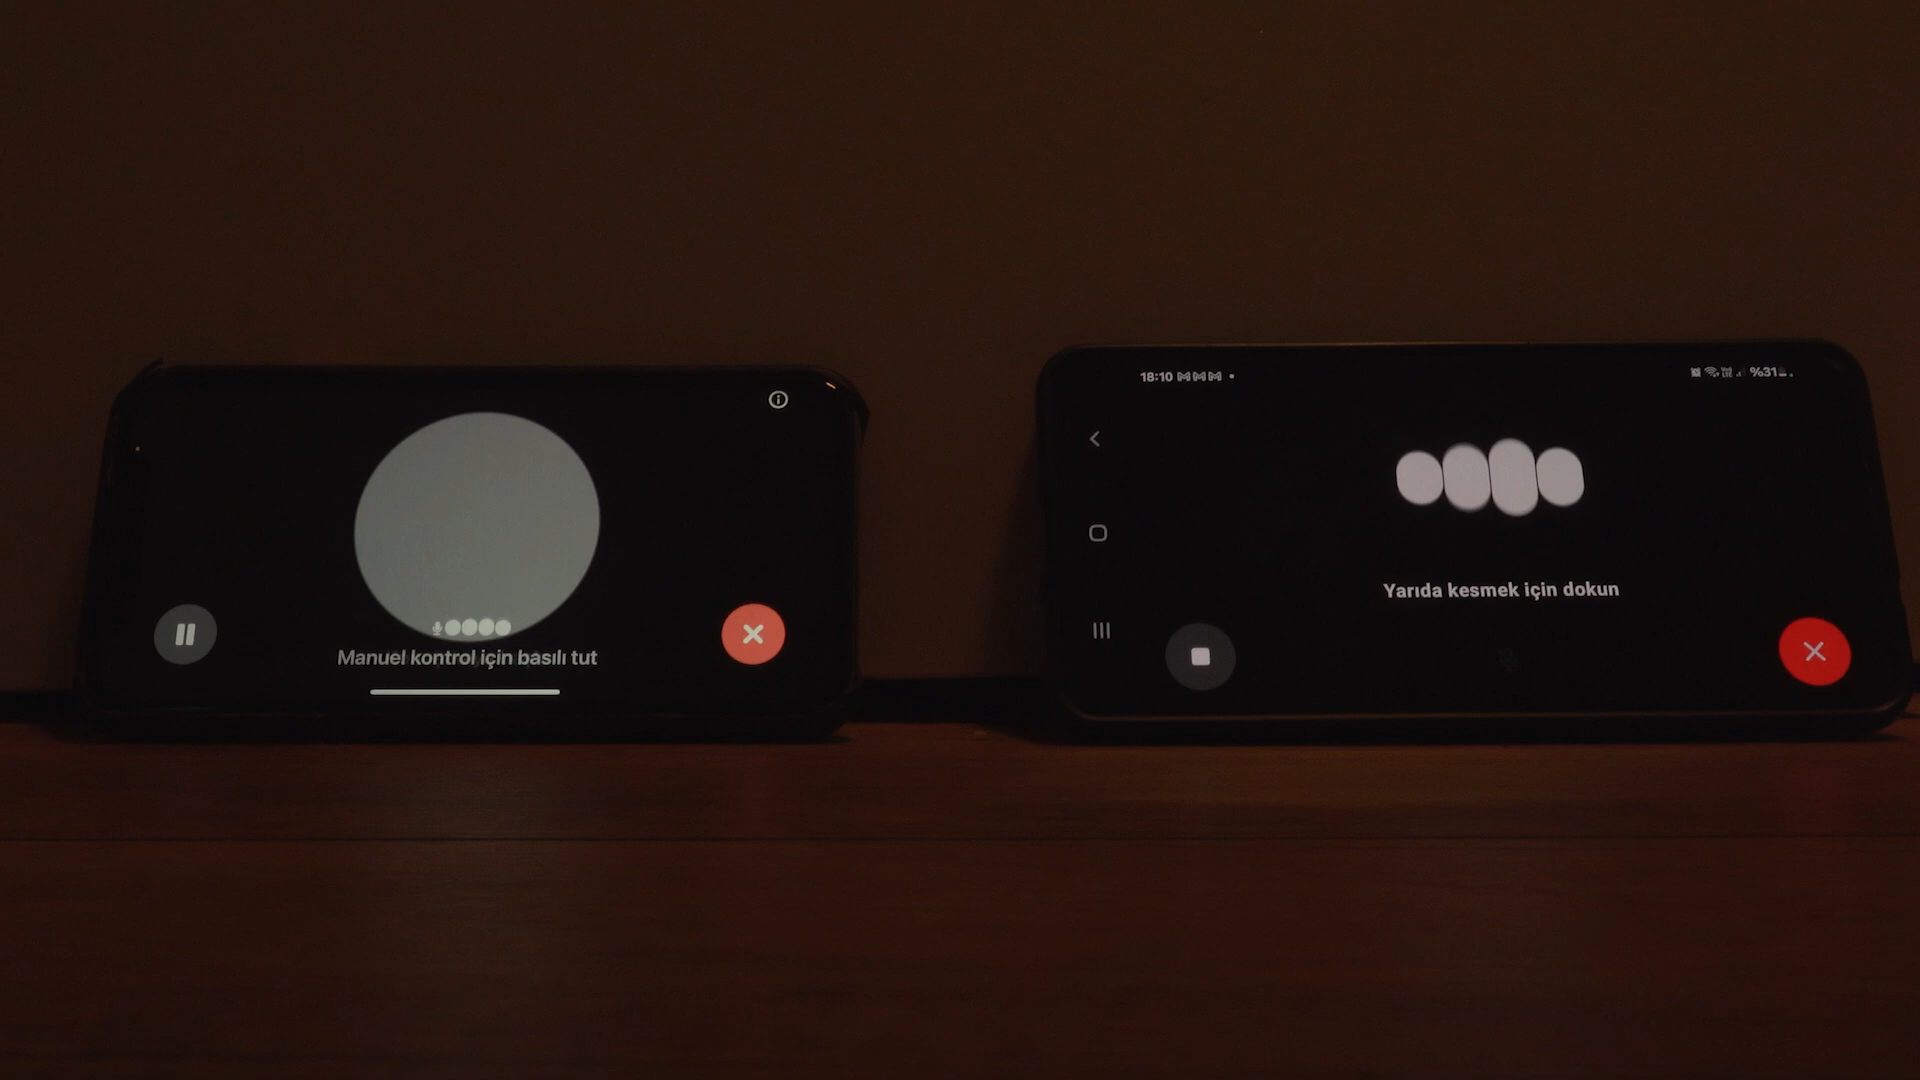 Manuel kontrol için basılı tut
18:10
%31
Yarıda kesmek için dokun